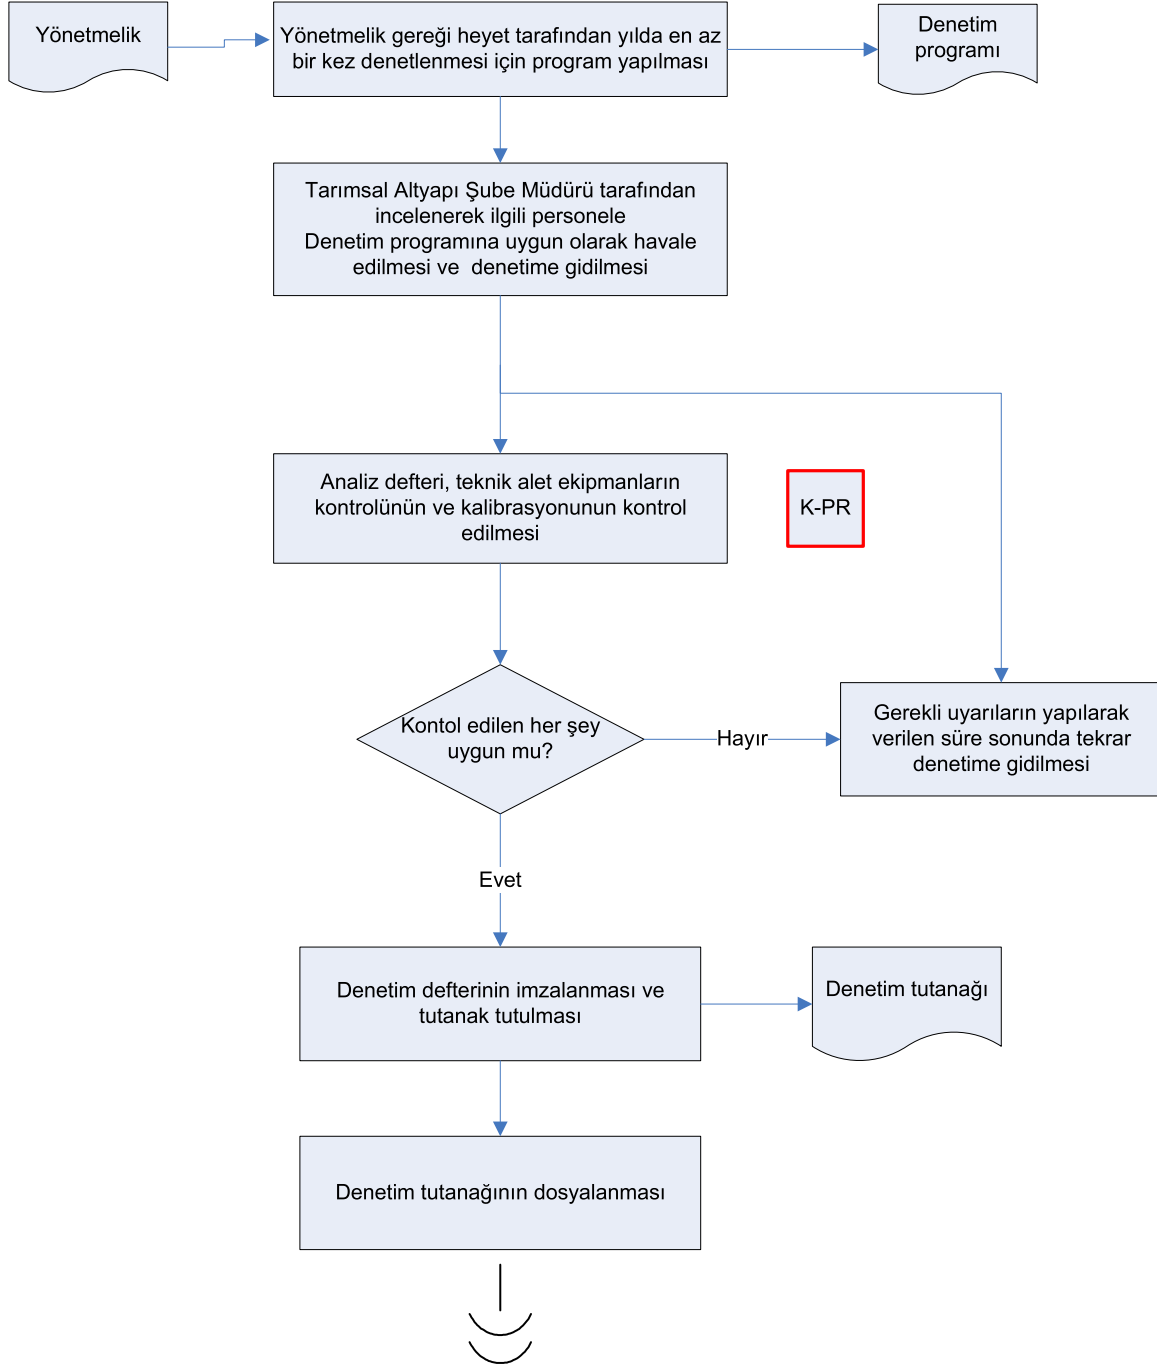 Yönetmelik
Yönetmelik gereği heyet tarafından yılda en az
bir kez denetlenmesi için program yapılması
Denetim
programı
Tarımsal Altyapı Şube Müdürü tarafından
incelenerek ilgili personele
Denetim programına uygun olarak havale
edilmesi ve  denetime gidilmesi
Analiz defteri, teknik alet ekipmanların
kontrolünün ve kalibrasyonunun kontrol
edilmesi
K-PR
Kontol edilen her şey
uygun mu?
Hayır
Gerekli uyarıların yapılarak
verilen süre sonunda tekrar
denetime gidilmesi
Evet
Denetim defterinin imzalanması ve
tutanak tutulması
Denetim tutanağı
Denetim tutanağının dosyalanması